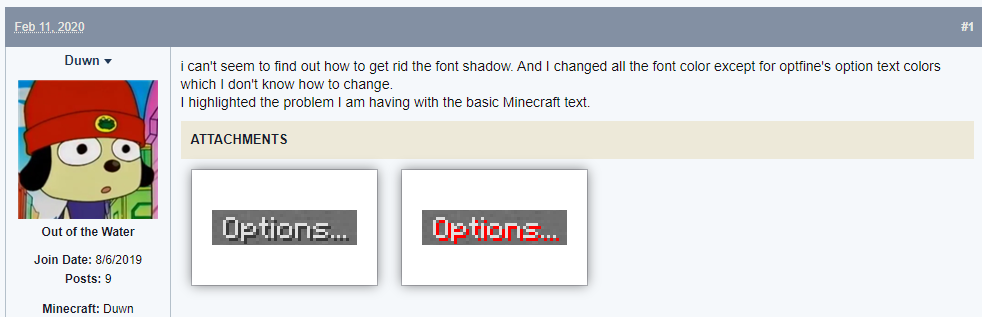 Feb 11, 2020
#1
Duwn
i can't seem to find out how to get rid the font shadow. And I changed all the font color except for optfine's option text colors
which I don't know how to change.
I highlighted the problem I am having with the basic Minecraft text.
ATTACHMENTS
Options...
Options...
Out of the Water
Join Date: 8/6/2019
Posts: 9
Minecraft: Duwn